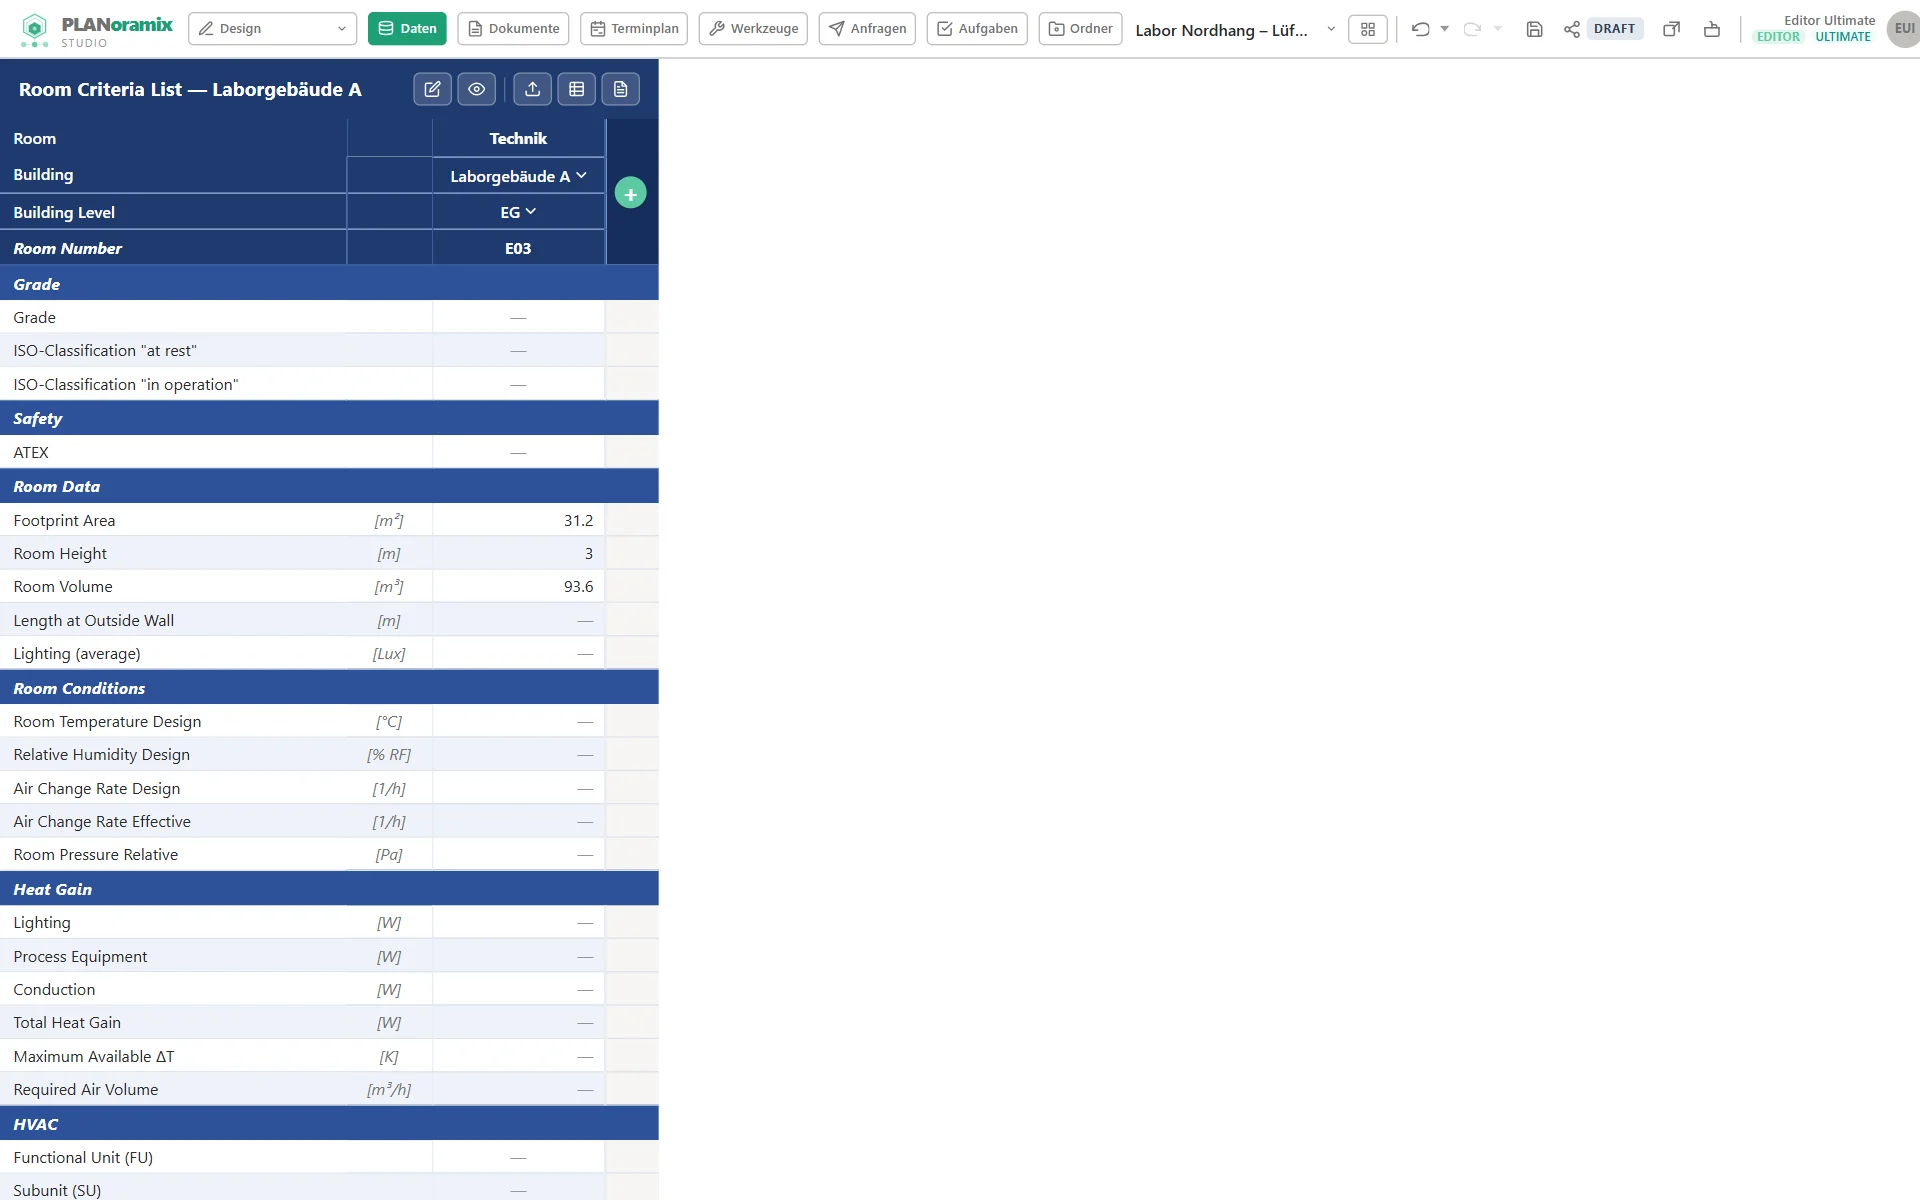 PLANoramix
STUDIO
Design
Daten
Dokumente
Terminplan
Werkzeuge
Anfragen
Aufgaben
Ordner
Labor Nordhang – Lüf...
DRAFT
Editor Ultimate
EDITOR ULTIMATE
EUI
Room Criteria List — Laborgebäude A
Room Technik
Building Laborgebäude A
+
Building Level EG
Room Number E03
Grade
Grade —
ISO-Classification "at rest" —
ISO-Classification "in operation" —
Safety
ATEX —
Room Data
Footprint Area [m²] 31.2
Room Height [m] 3
Room Volume [m³] 93.6
Length at Outside Wall [m] —
Lighting (average) [Lux] —
Room Conditions
Room Temperature Design [°C] —
Relative Humidity Design [% RF] —
Air Change Rate Design [1/h] —
Air Change Rate Effective [1/h] —
Room Pressure Relative [Pa] —
Heat Gain
Lighting [W] —
Process Equipment [W] —
Conduction [W] —
Total Heat Gain [W] —
Maximum Available ΔT [K] —
Required Air Volume [m³/h] —
HVAC
Functional Unit (FU) —
Subunit (SU) —